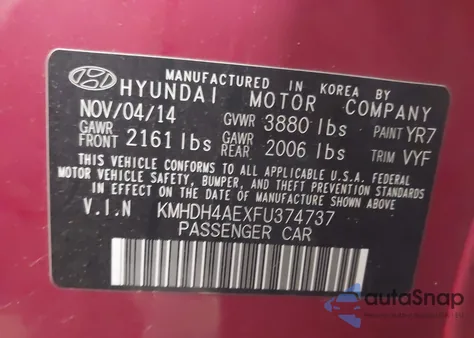 MANUFACTURED IN KOREA BY
HYUNDAI MOTOR COMPANY
NOV/04/14 GVWR 3880 lbs PAINT YR7
GAWR FRONT 2161 lbs GAWR REAR 2006 lbs TRIM VYF
THIS VEHICLE CONFORMS TO ALL APPLICABLE U.S.A. FEDERAL
MOTOR VEHICLE SAFETY, BUMPER, AND THEFT PREVENTION STANDARDS
IN EFFECT ON THE DATE OF MANUFACTURE SHOWN ABOVE.
V.I.N KMHDH4AEXFU374737
PASSENGER CAR
autaSnap